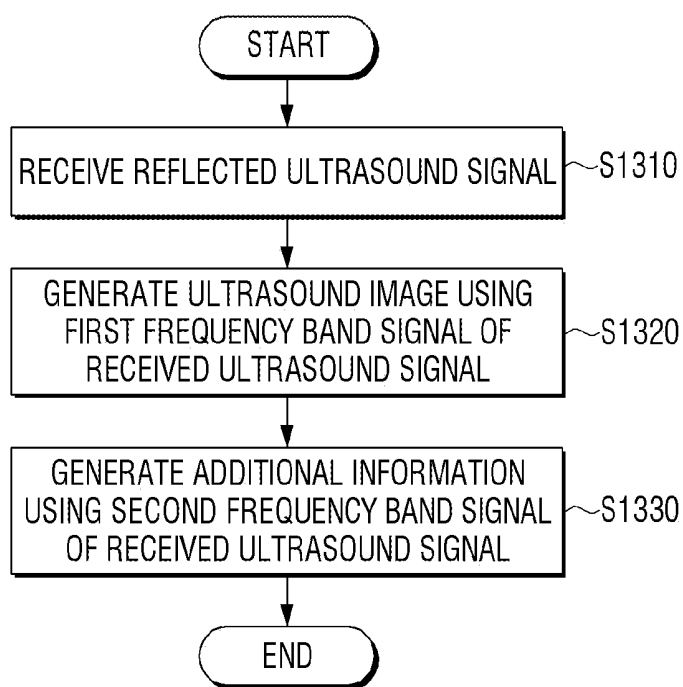 START
RECEIVE REFLECTED ULTRASOUND SIGNAL
S1310
GENERATE ULTRASOUND IMAGE USING
FIRST FREQUENCY BAND SIGNAL OF
RECEIVED ULTRASOUND SIGNAL
S1320
GENERATE ADDITIONAL INFORMATION
USING SECOND FREQUENCY BAND SIGNAL
OF RECEIVED ULTRASOUND SIGNAL
S1330
END